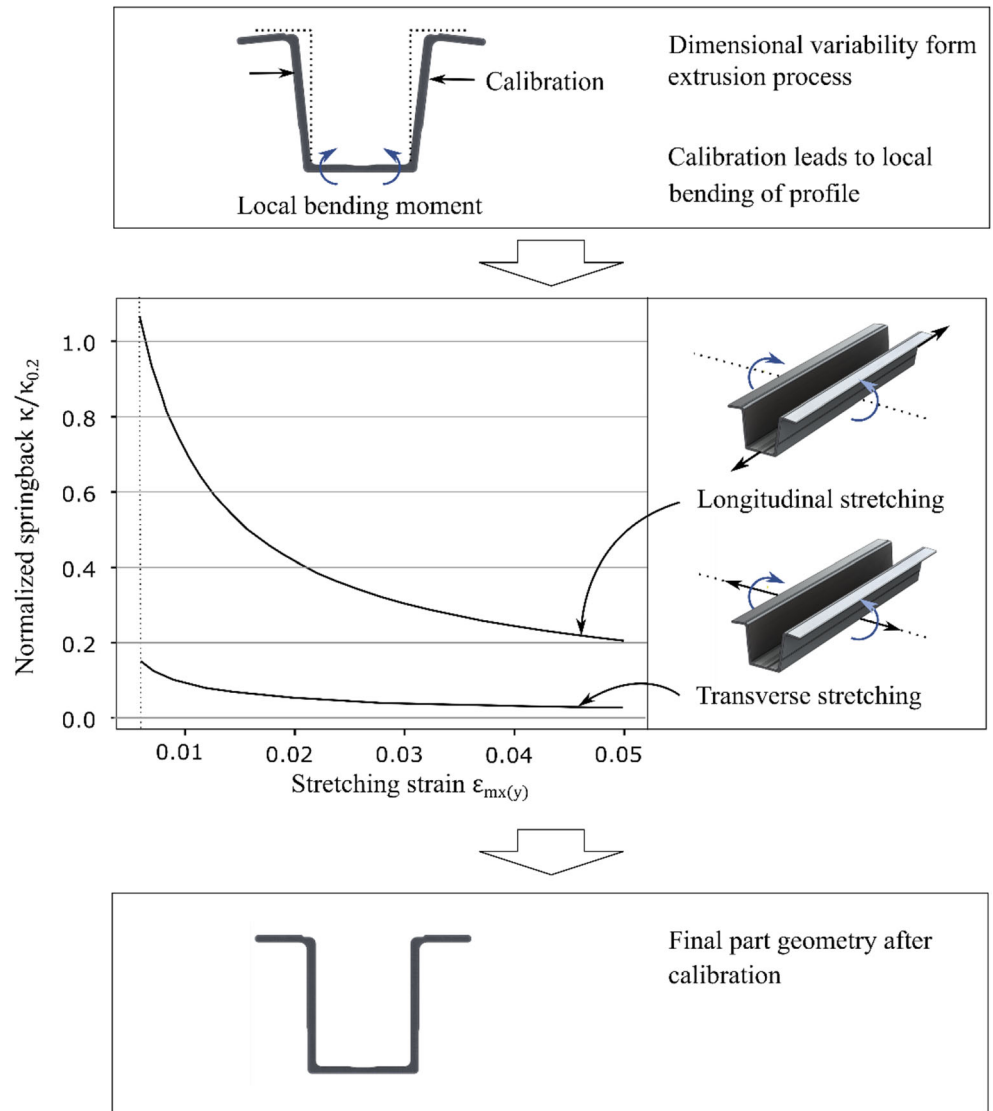 Dimensional variability form
extrusion process
Calibration
Calibration leads to local
bending of profile
Local bending moment
Normalized springback κ/κ0.2
1.0
0.8
0.6
0.4
0.2
0.0
0.01 0.02 0.03 0.04 0.05
Stretching strain εmx(y)
Longitudinal stretching
Transverse stretching
Final part geometry after
calibration